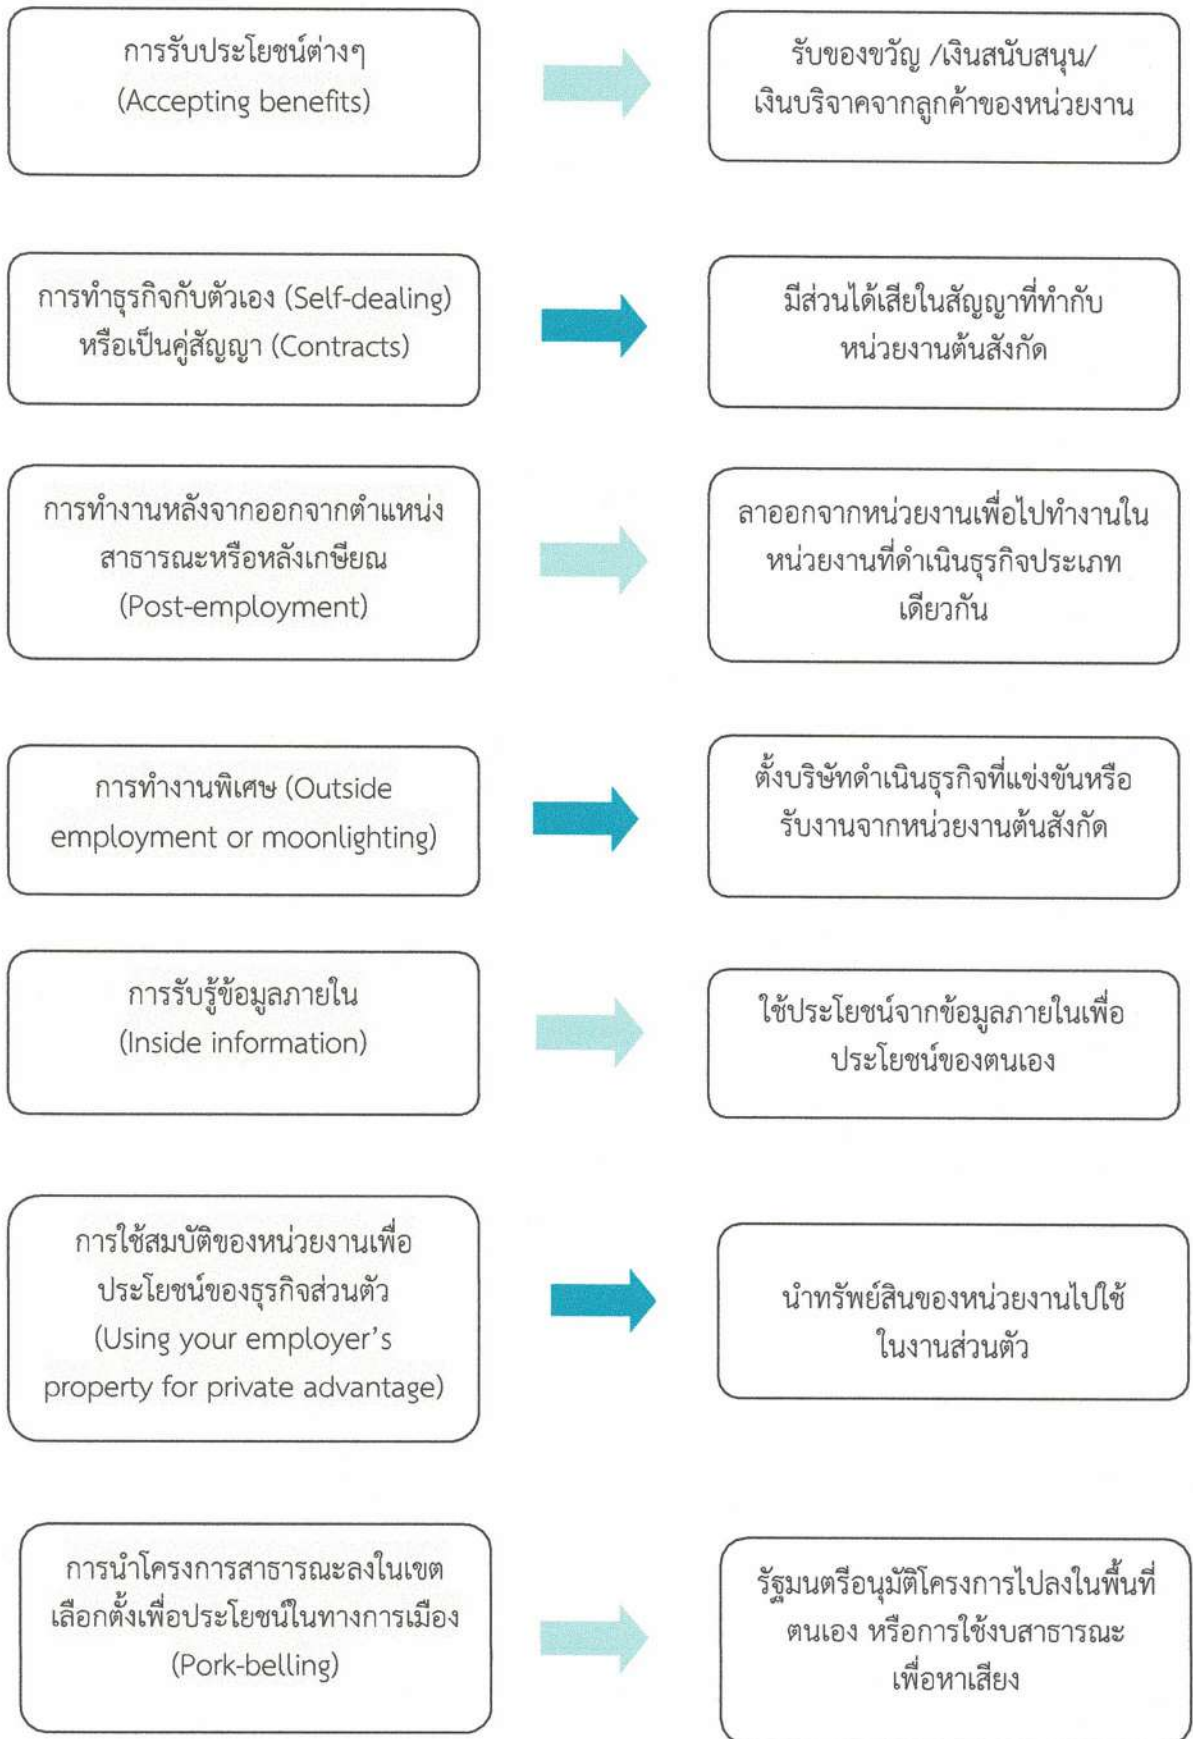 การรับประโยชน์ต่างๆ
(Accepting benefits)
รับของขวัญ /เงินสนับสนุน/
เงินบริจาคจากลูกค้าของหน่วยงาน
การทำธุรกิจกับตัวเอง (Self-dealing)
หรือเป็นคู่สัญญา (Contracts)
มีส่วนได้เสียในสัญญาที่ทำกับ
หน่วยงานต้นสังกัด
การทำงานหลังจากออกจากตำแหน่ง
สาธารณะหรือหลังเกษียณ
(Post-employment)
ลาออกจากหน่วยงานเพื่อไปทำงานใน
หน่วยงานที่ดำเนินธุรกิจประเภท
เดียวกัน
การทำงานพิเศษ (Outside
employment or moonlighting)
ตั้งบริษัทดำเนินธุรกิจที่แข่งขันหรือ
รับงานจากหน่วยงานต้นสังกัด
การรับรู้ข้อมูลภายใน
(Inside information)
ใช้ประโยชน์จากข้อมูลภายในเพื่อ
ประโยชน์ของตนเอง
การใช้สมบัติของหน่วยงานเพื่อ
ประโยชน์ของธุรกิจส่วนตัว
(Using your employer's
property for private advantage)
นำทรัพย์สินของหน่วยงานไปใช้
ในงานส่วนตัว
การนำโครงการสาธารณะลงในเขต
เลือกตั้งเพื่อประโยชน์ในทางการเมือง
(Pork-belling)
รัฐมนตรีอนุมัติโครงการไปลงในพื้นที่
ตนเอง หรือการใช้งบสาธารณะ
เพื่อหาเสียง